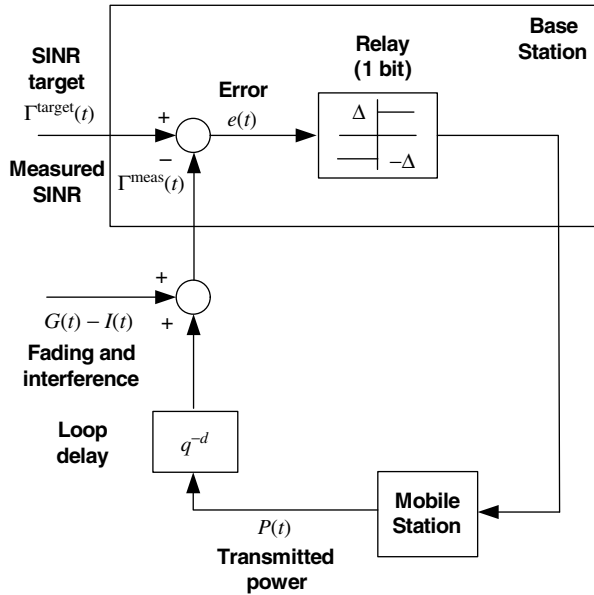 Base
Station
SINR
target
Γ^target(t)
Measured
SINR
+
−
Γ^meas(t)
Error
e(t)
Relay
(1 bit)
Δ
−Δ
+
+
G(t) − I(t)
Fading and
interference
Loop
delay
q^−d
Mobile
Station
P(t)
Transmitted
power